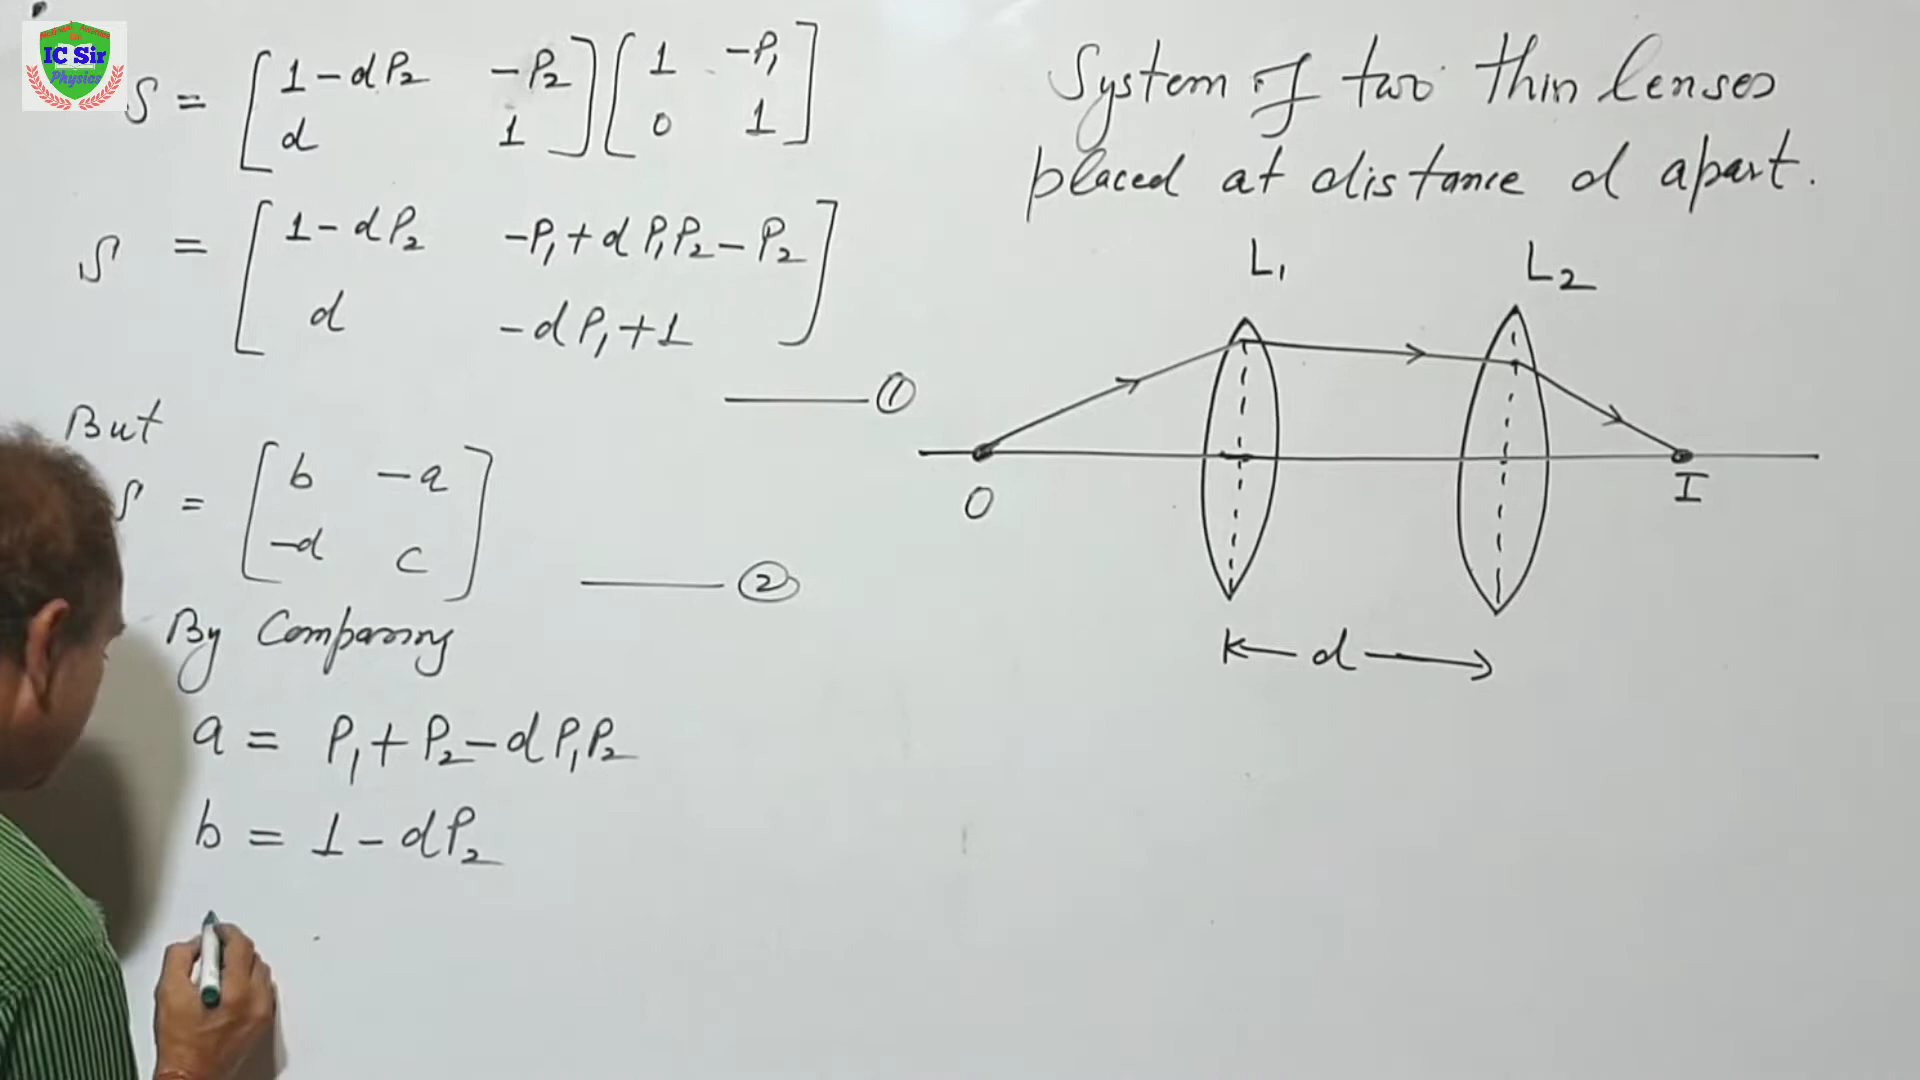 IC Sir
Physics
S = [ 1-dP₂ -P₂ ] [ 1 -P₁ ]
[ d 1 ] [ 0 1 ]
S = [ 1-dP₂ -P₁+dP₁P₂-P₂ ]
[ d -dP₁+1 ]
①
But
S = [ b -a ]
[ -d c ]
②
By Comparing
a = P₁+P₂-dP₁P₂
b = 1-dP₂
System of two thin lenses
placed at distance d apart.
L₁ L₂
O I
d